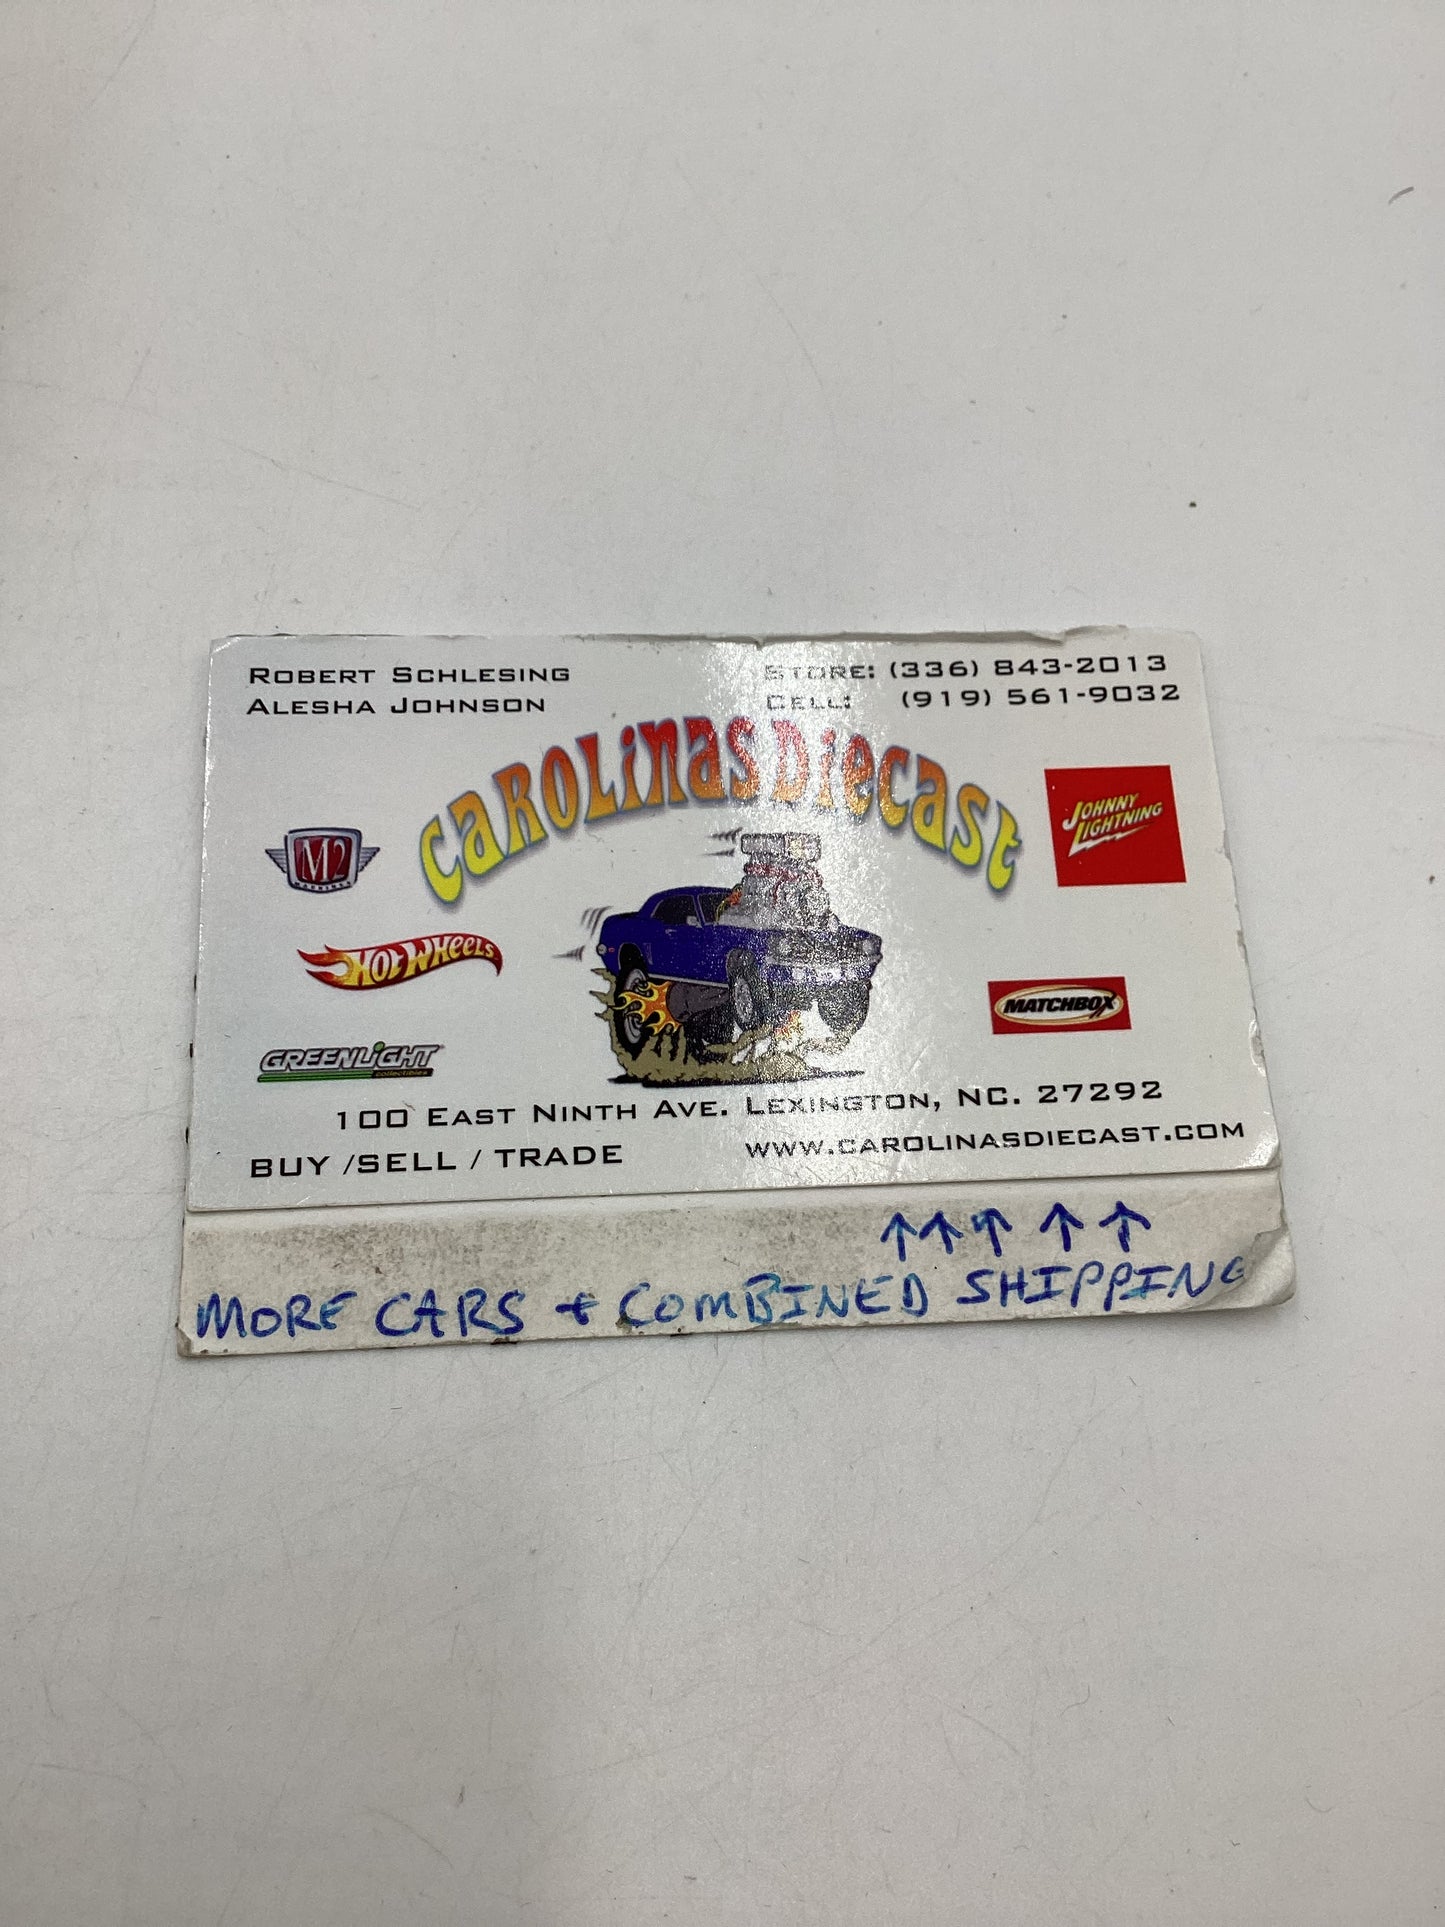 ROBERT SCHLESING
ALESHA JOHNSON
STORE: (336) 843-2013
CELL: (919) 561-9032
CAROLiNAS DiECAST
M2
MACHINES
JOHNNY
LIGHTNING
HOT WHEELS
MATCHBOX
GREENLiGHT
collectibles
100 EAST NINTH AVE. LEXINGTON, NC. 27292
BUY /SELL / TRADE
WWW.CAROLINASDIECAST.COM
↑↑↑↑↑
MORE CARS + COMBINED SHIPPING